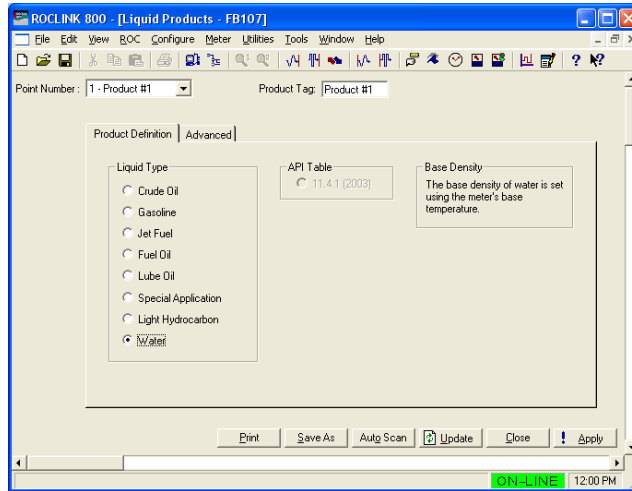 ROCLINK 800 - [Liquid Products - FB107]
File Edit View ROC Configure Meter Utilities Tools Window Help
Point Number : 1 - Product #1 Product Tag: Product #1
Product Definition Advanced
Liquid Type API Table Base Density
Crude Oil 11.4.1 (2003) The base density of water is set
Gasoline using the meter's base
Jet Fuel temperature.
Fuel Oil
Lube Oil
Special Application
Light Hydrocarbon
Water
Print Save As Auto Scan Update Close ! Apply
ON-LINE 12:00 PM